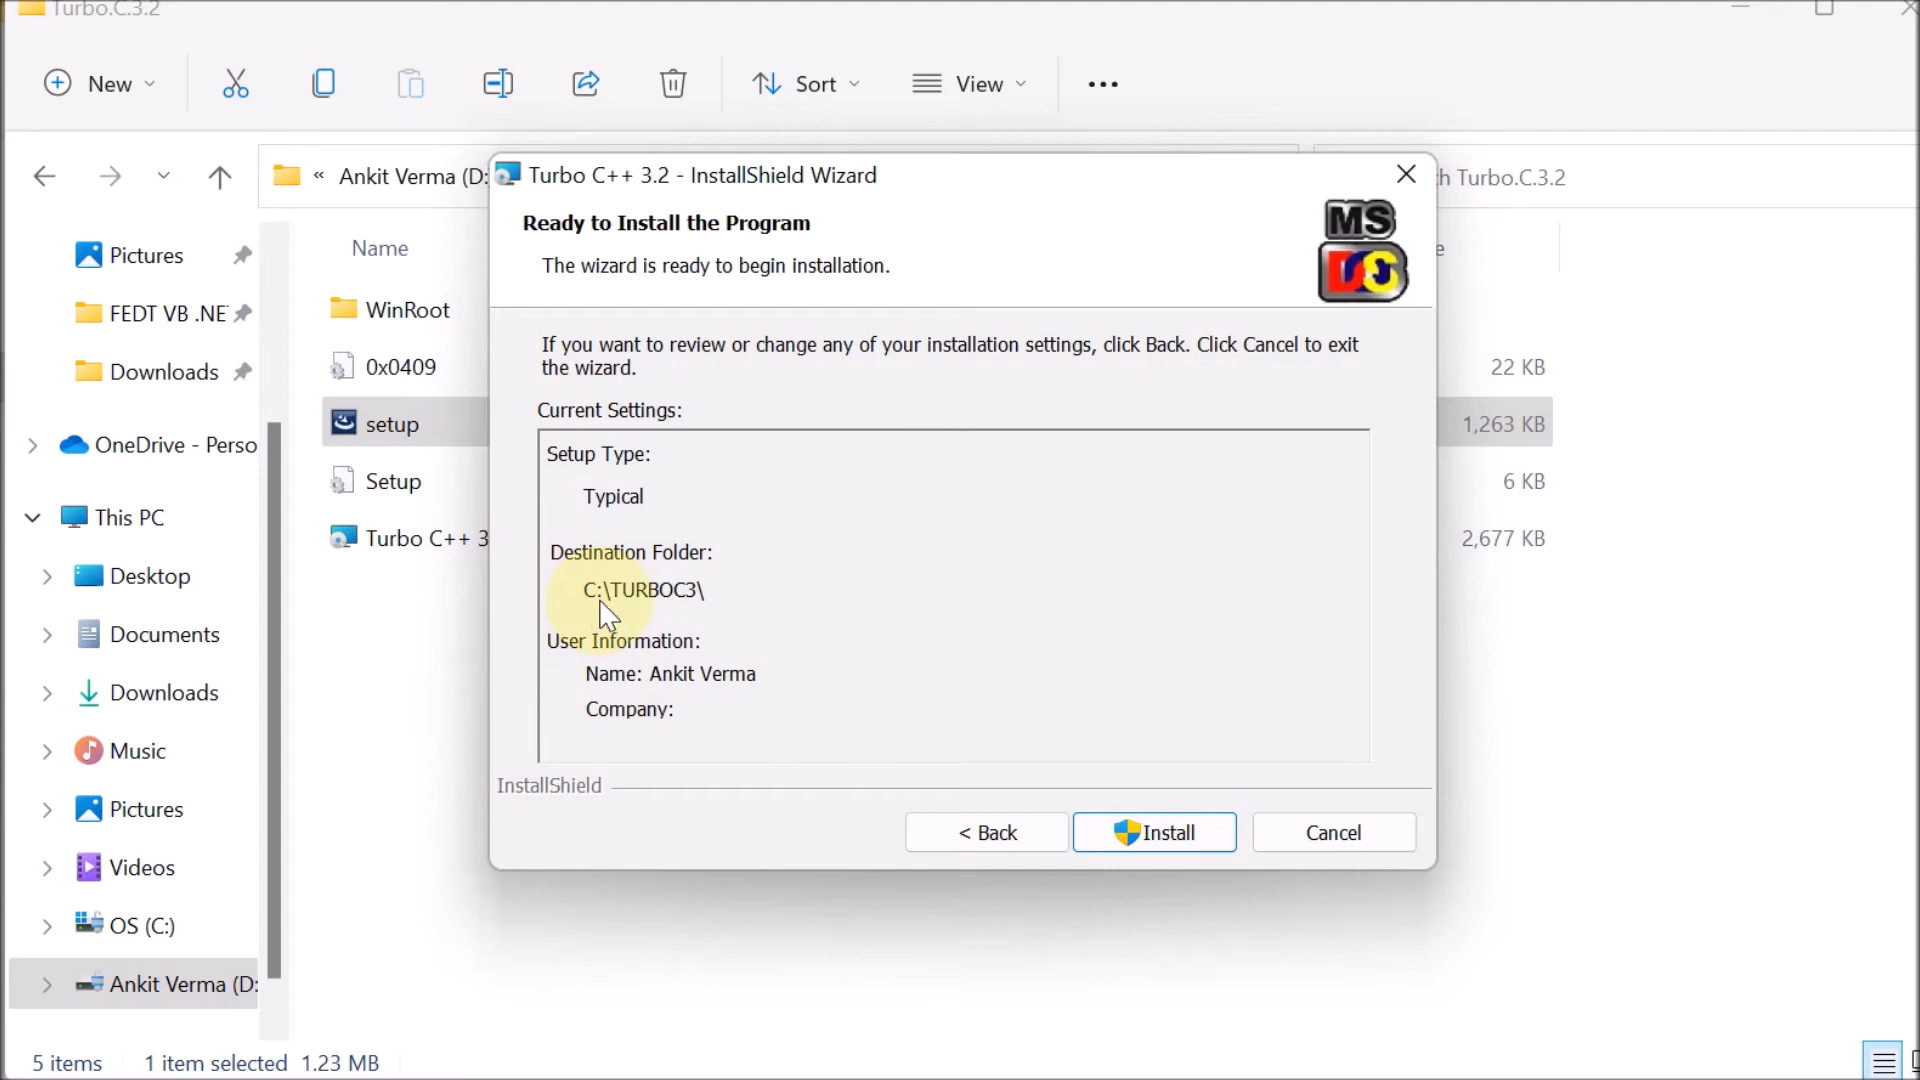 Turbo.C.3.2
New
Sort
View
Ankit Verma (D:
Turbo C++ 3.2 - InstallShield Wizard
h Turbo.C.3.2
Ready to Install the Program
The wizard is ready to begin installation.
MS
DOS
Name
e
Pictures
FEDT VB .NE
Downloads
OneDrive - Perso
This PC
Desktop
Documents
Downloads
Music
Pictures
Videos
OS (C:)
Ankit Verma (D:
WinRoot
0x0409
22 KB
setup
1,263 KB
Setup
6 KB
Turbo C++ 3
2,677 KB
If you want to review or change any of your installation settings, click Back. Click Cancel to exit
the wizard.
Current Settings:
Setup Type:
Typical
Destination Folder:
C:\TURBOC3\
User Information:
Name: Ankit Verma
Company:
InstallShield
< Back
Install
Cancel
5 items
1 item selected 1.23 MB